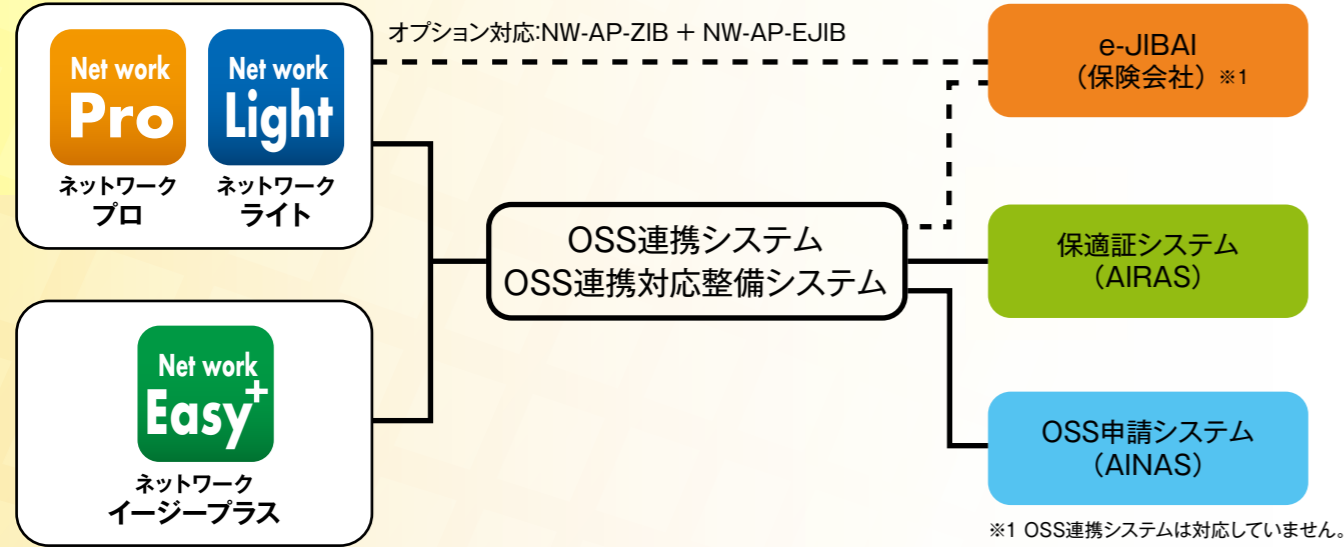 オプション対応:NW-AP-ZIB + NW-AP-EJIB
Net work
Pro
ネットワーク
プロ
Net work
Light
ネットワーク
ライト
Net work
Easy+
ネットワーク
イージープラス
OSS連携システム
OSS連携対応整備システム
e-JIBAI
（保険会社）※1
保適証システム
（AIRAS）
OSS申請システム
（AINAS）
※1 OSS連携システムは対応していません。